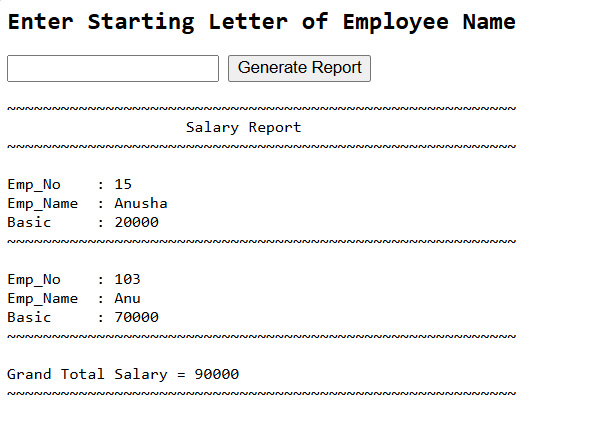 Enter Starting Letter of Employee Name
Generate Report
~~~~~~~~~~~~~~~~~~~~~~~~~~~~~~~~~~~~~~~~~~~~~~~~~~~~~~~~~
Salary Report
~~~~~~~~~~~~~~~~~~~~~~~~~~~~~~~~~~~~~~~~~~~~~~~~~~~~~~~~~
Emp_No    : 15
Emp_Name  : Anusha
Basic     : 20000
~~~~~~~~~~~~~~~~~~~~~~~~~~~~~~~~~~~~~~~~~~~~~~~~~~~~~~~~~
Emp_No    : 103
Emp_Name  : Anu
Basic     : 70000
~~~~~~~~~~~~~~~~~~~~~~~~~~~~~~~~~~~~~~~~~~~~~~~~~~~~~~~~~
Grand Total Salary = 90000
~~~~~~~~~~~~~~~~~~~~~~~~~~~~~~~~~~~~~~~~~~~~~~~~~~~~~~~~~